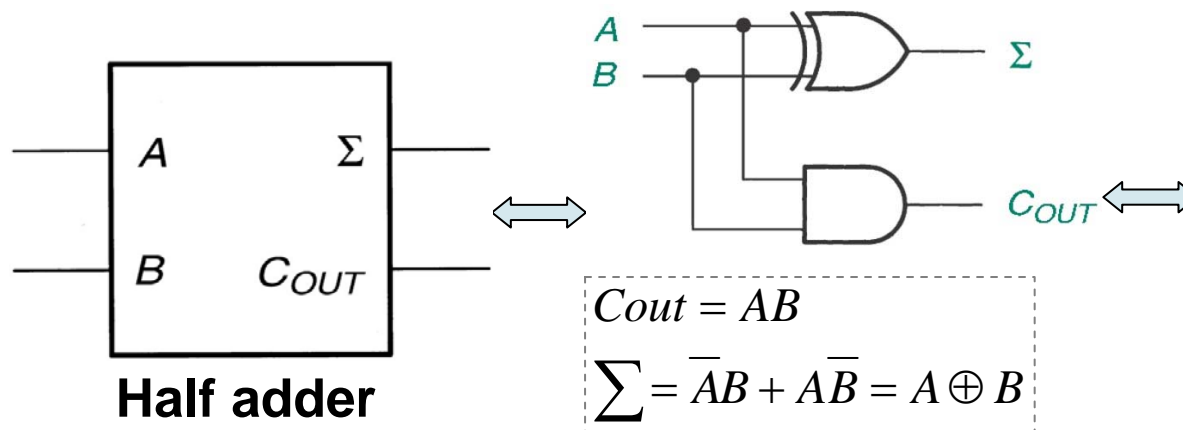 A Σ
B C_OUT
Half adder
A
B
Σ
C_OUT
Cout = AB
∑ = A̅B + AB̅ = A ⊕ B